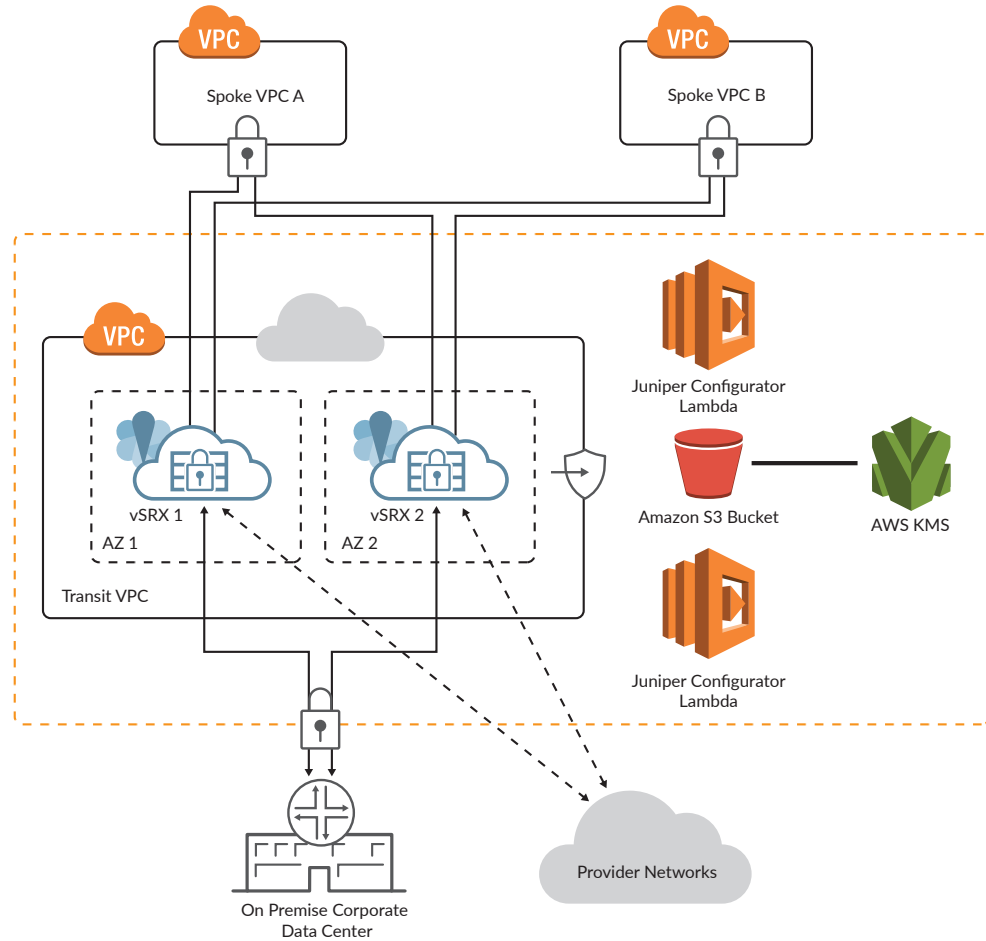 VPC
VPC
Spoke VPC A
Spoke VPC B
VPC
Juniper Configurator
Lambda
vSRX 1
vSRX 2
AZ 1
AZ 2
Amazon S3 Bucket
AWS KMS
Transit VPC
Juniper Configurator
Lambda
Provider Networks
On Premise Corporate
Data Center